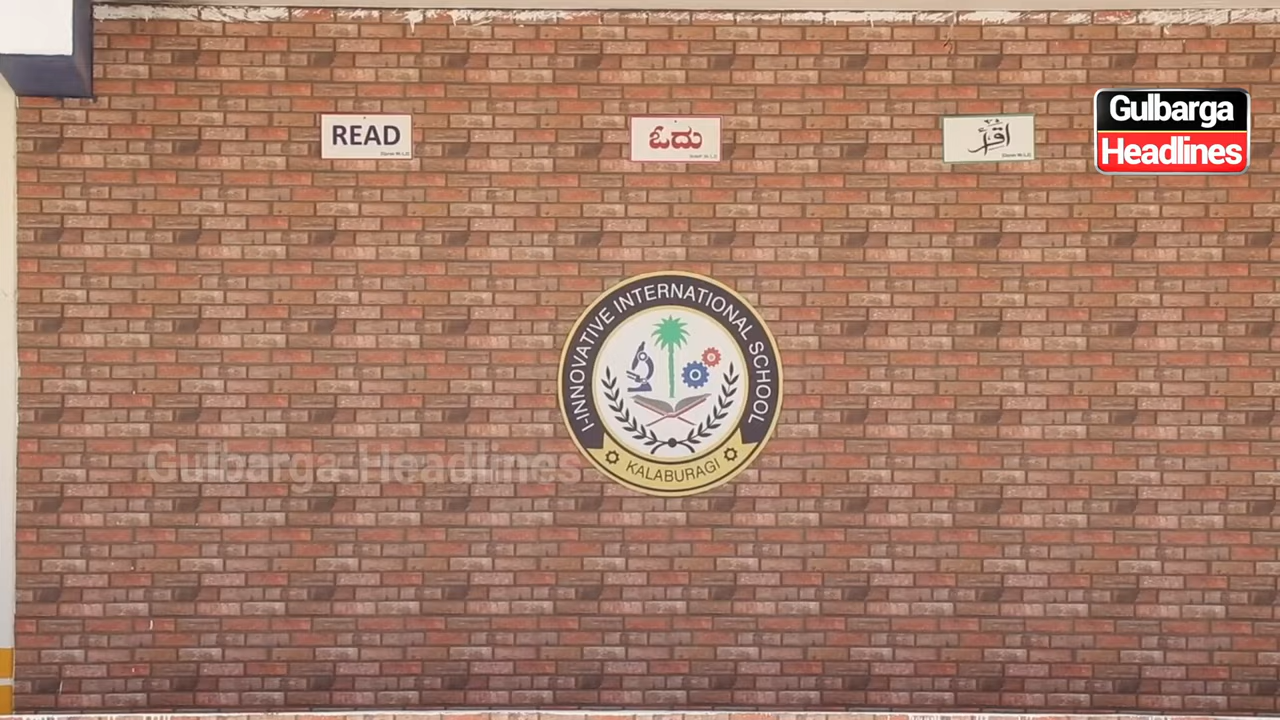 READ
ಓದು
اقرأ
Gulbarga
Headlines
I-INNOVATIVE INTERNATIONAL SCHOOL
KALABURAGI
Gulbarga Headlines